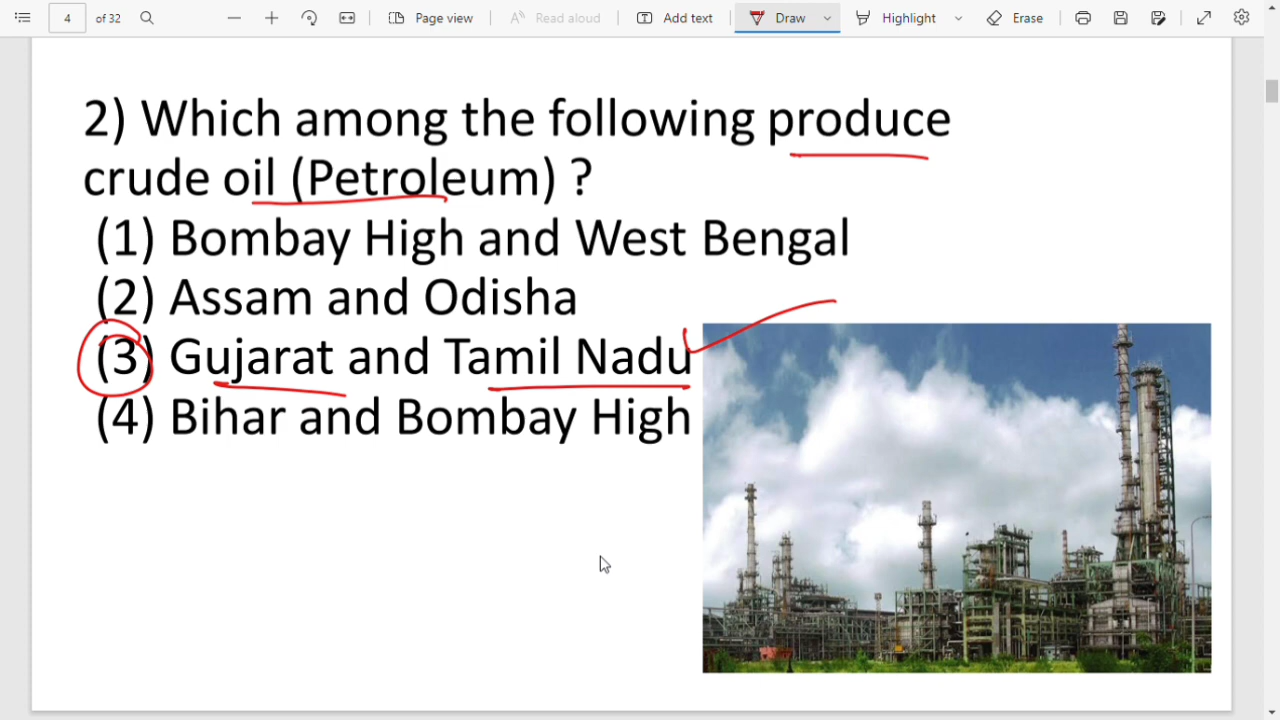 4 of 32 Page view Read aloud Add text Draw Highlight Erase
2) Which among the following produce
crude oil (Petroleum) ?
(1) Bombay High and West Bengal
(2) Assam and Odisha
(3) Gujarat and Tamil Nadu
(4) Bihar and Bombay High